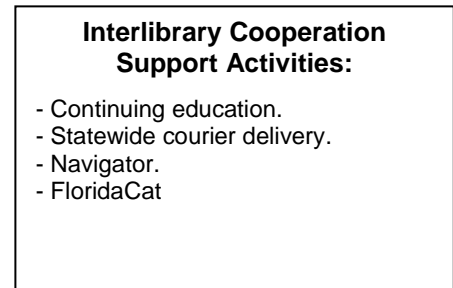 Interlibrary Cooperation
Support Activities:
- Continuing education.
- Statewide courier delivery.
- Navigator.
- FloridaCat